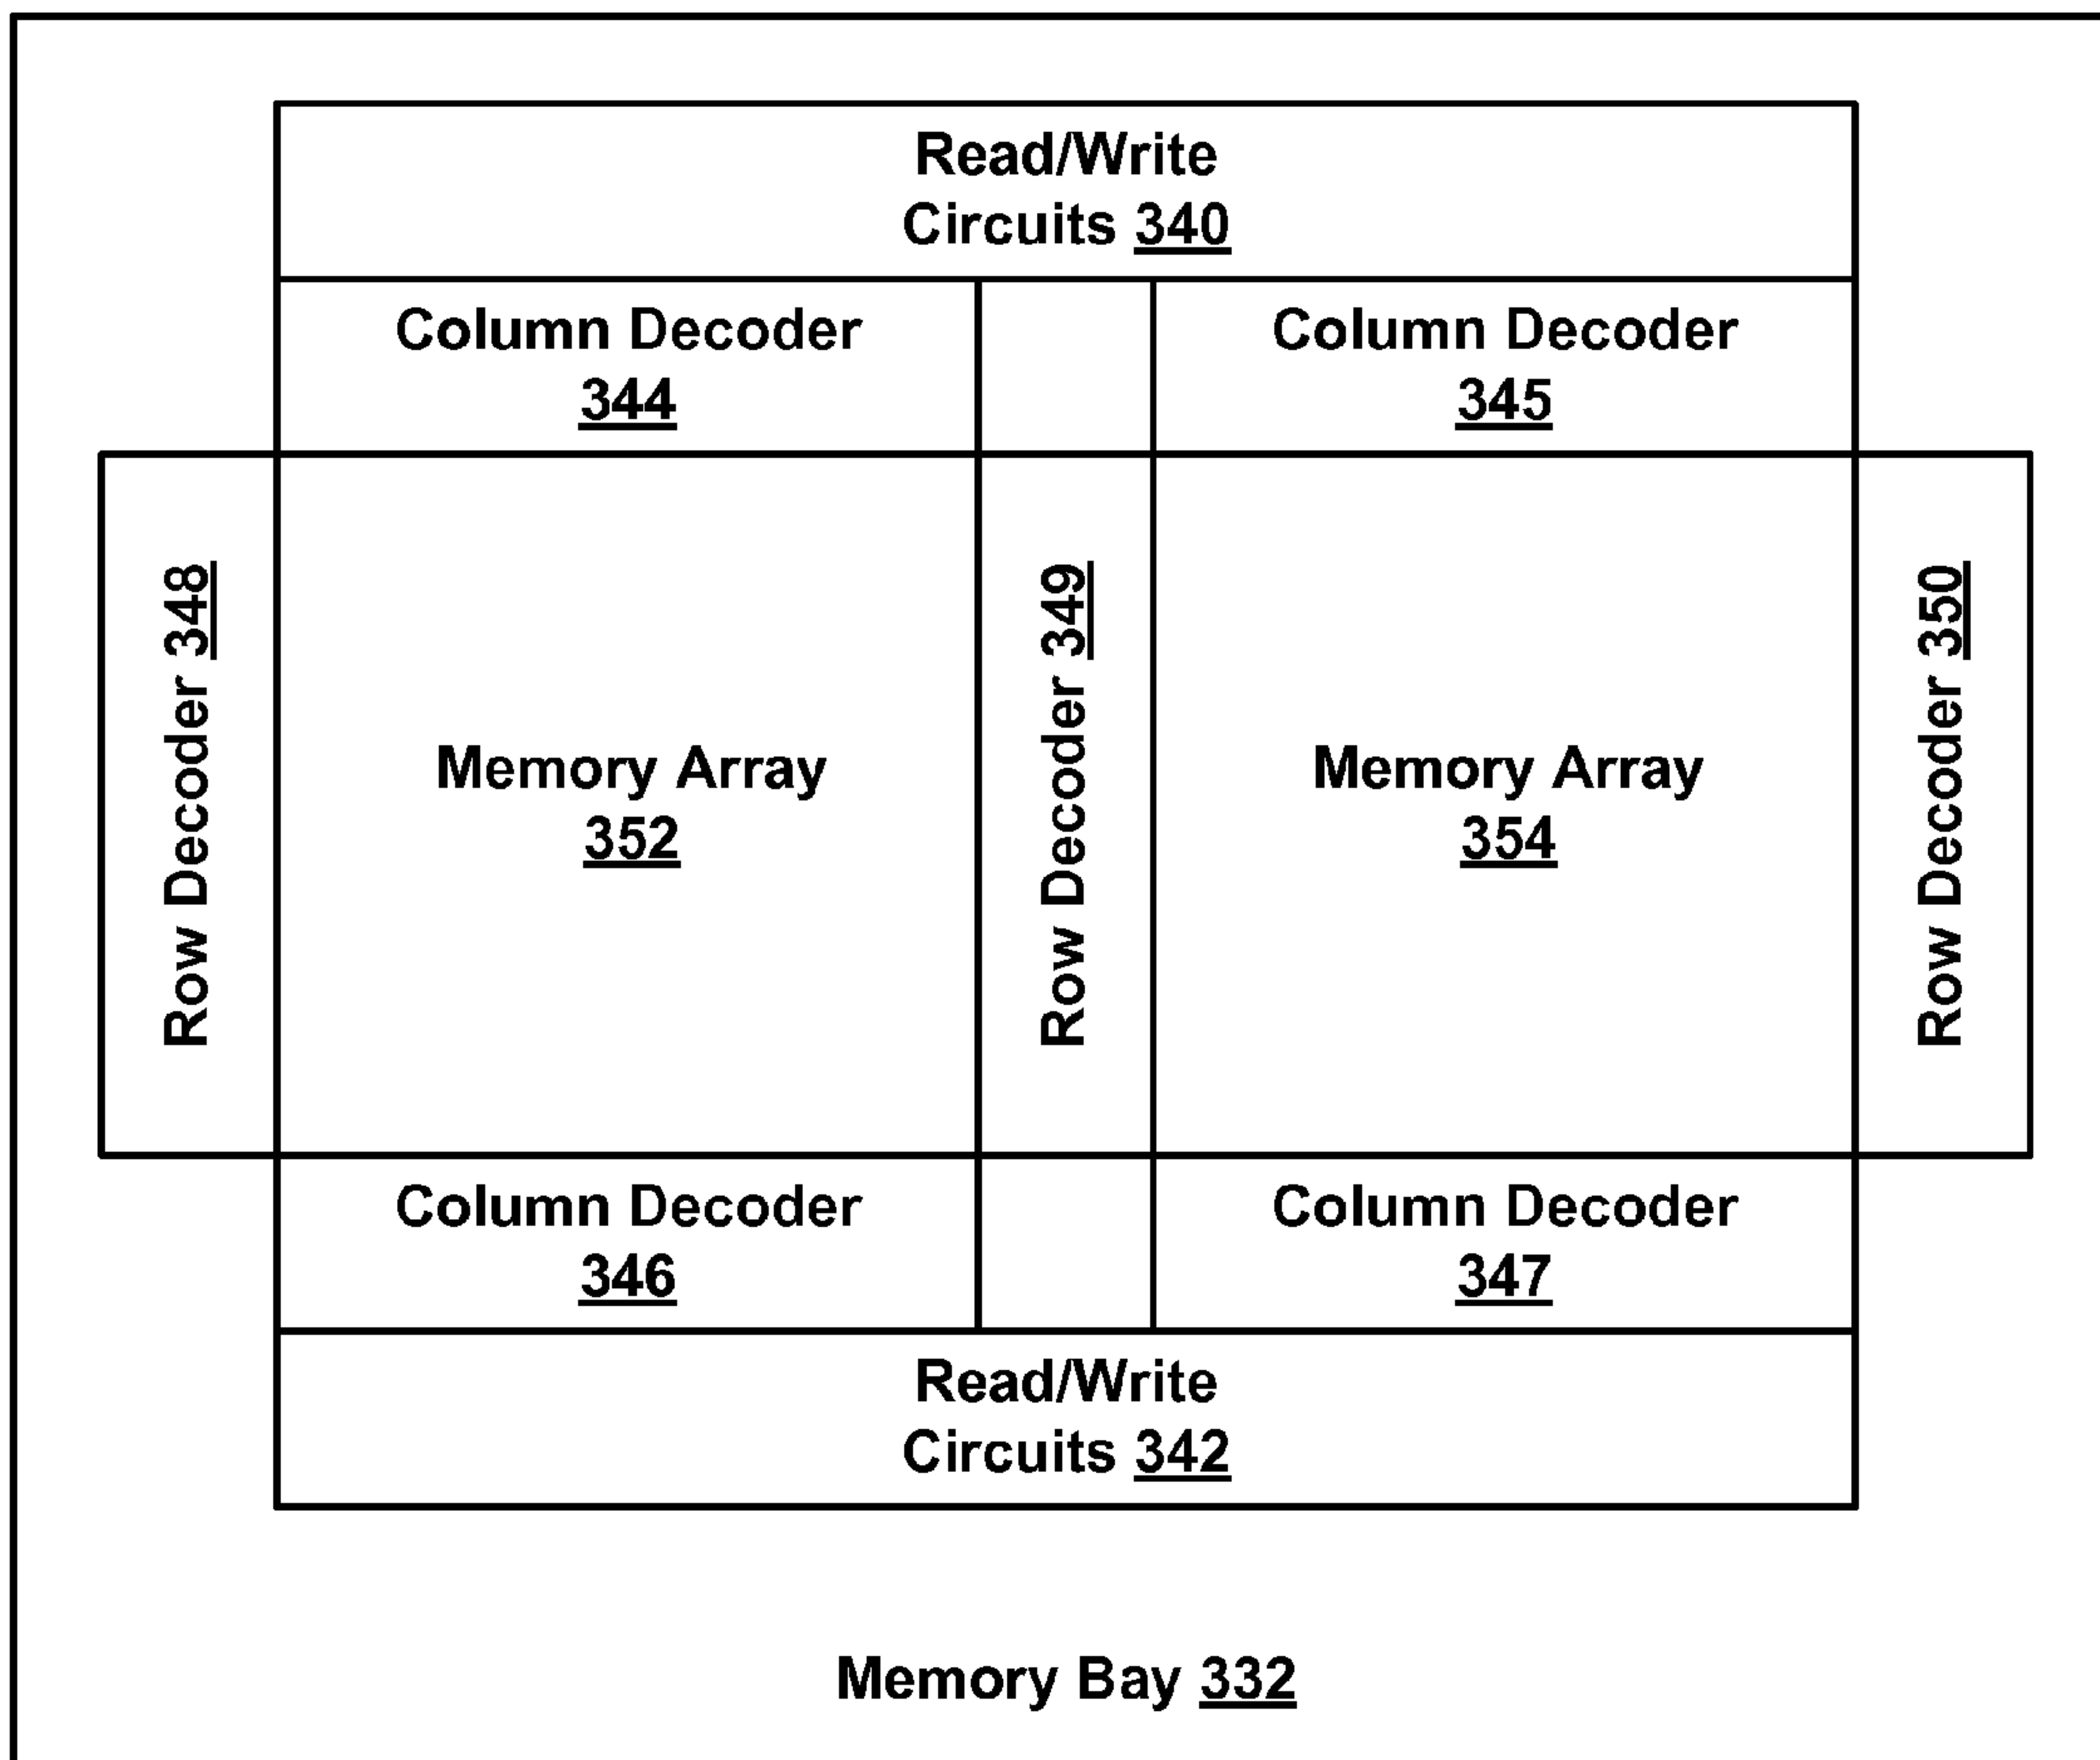 Read/Write
Circuits 340
Column Decoder
344
Column Decoder
345
Row Decoder 348
Memory Array
352
Row Decoder 349
Memory Array
354
Row Decoder 350
Column Decoder
346
Column Decoder
347
Read/Write
Circuits 342
Memory Bay 332